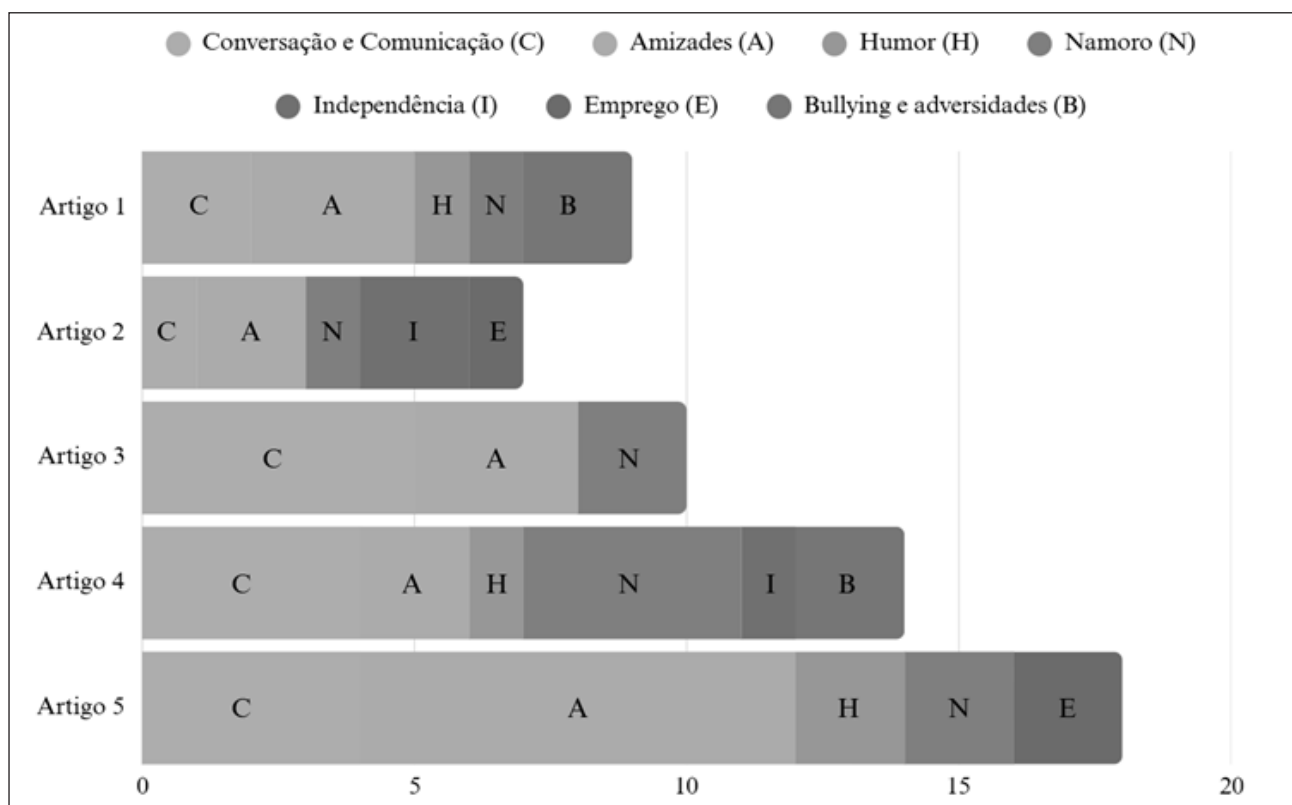 Conversação e Comunicação (C) Amizades (A) Humor (H) Namoro (N)
Independência (I) Emprego (E) Bullying e adversidades (B)
Artigo 1 C A H N B
Artigo 2 C A N I E
Artigo 3 C A N
Artigo 4 C A H N I B
Artigo 5 C A H N E
0 5 10 15 20